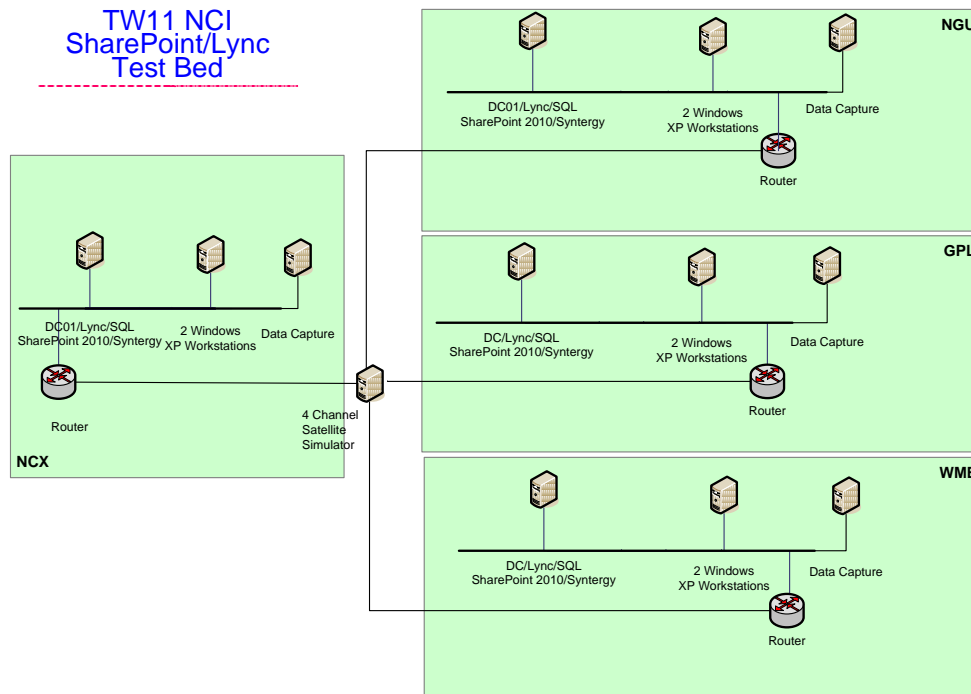 TW11 NCI
SharePoint/Lync
Test Bed
NGU
DC01/Lync/SQL
SharePoint 2010/Syntergy
2 Windows
XP Workstations
Data Capture
Router
DC01/Lync/SQL
SharePoint 2010/Syntergy
2 Windows
XP Workstations
Data Capture
Router
4 Channel
Satellite
Simulator
NCX
GPL
DC/Lync/SQL
SharePoint 2010/Syntergy
2 Windows
XP Workstations
Data Capture
Router
WME
DC/Lync/SQL
SharePoint 2010/Syntergy
2 Windows
XP Workstations
Data Capture
Router